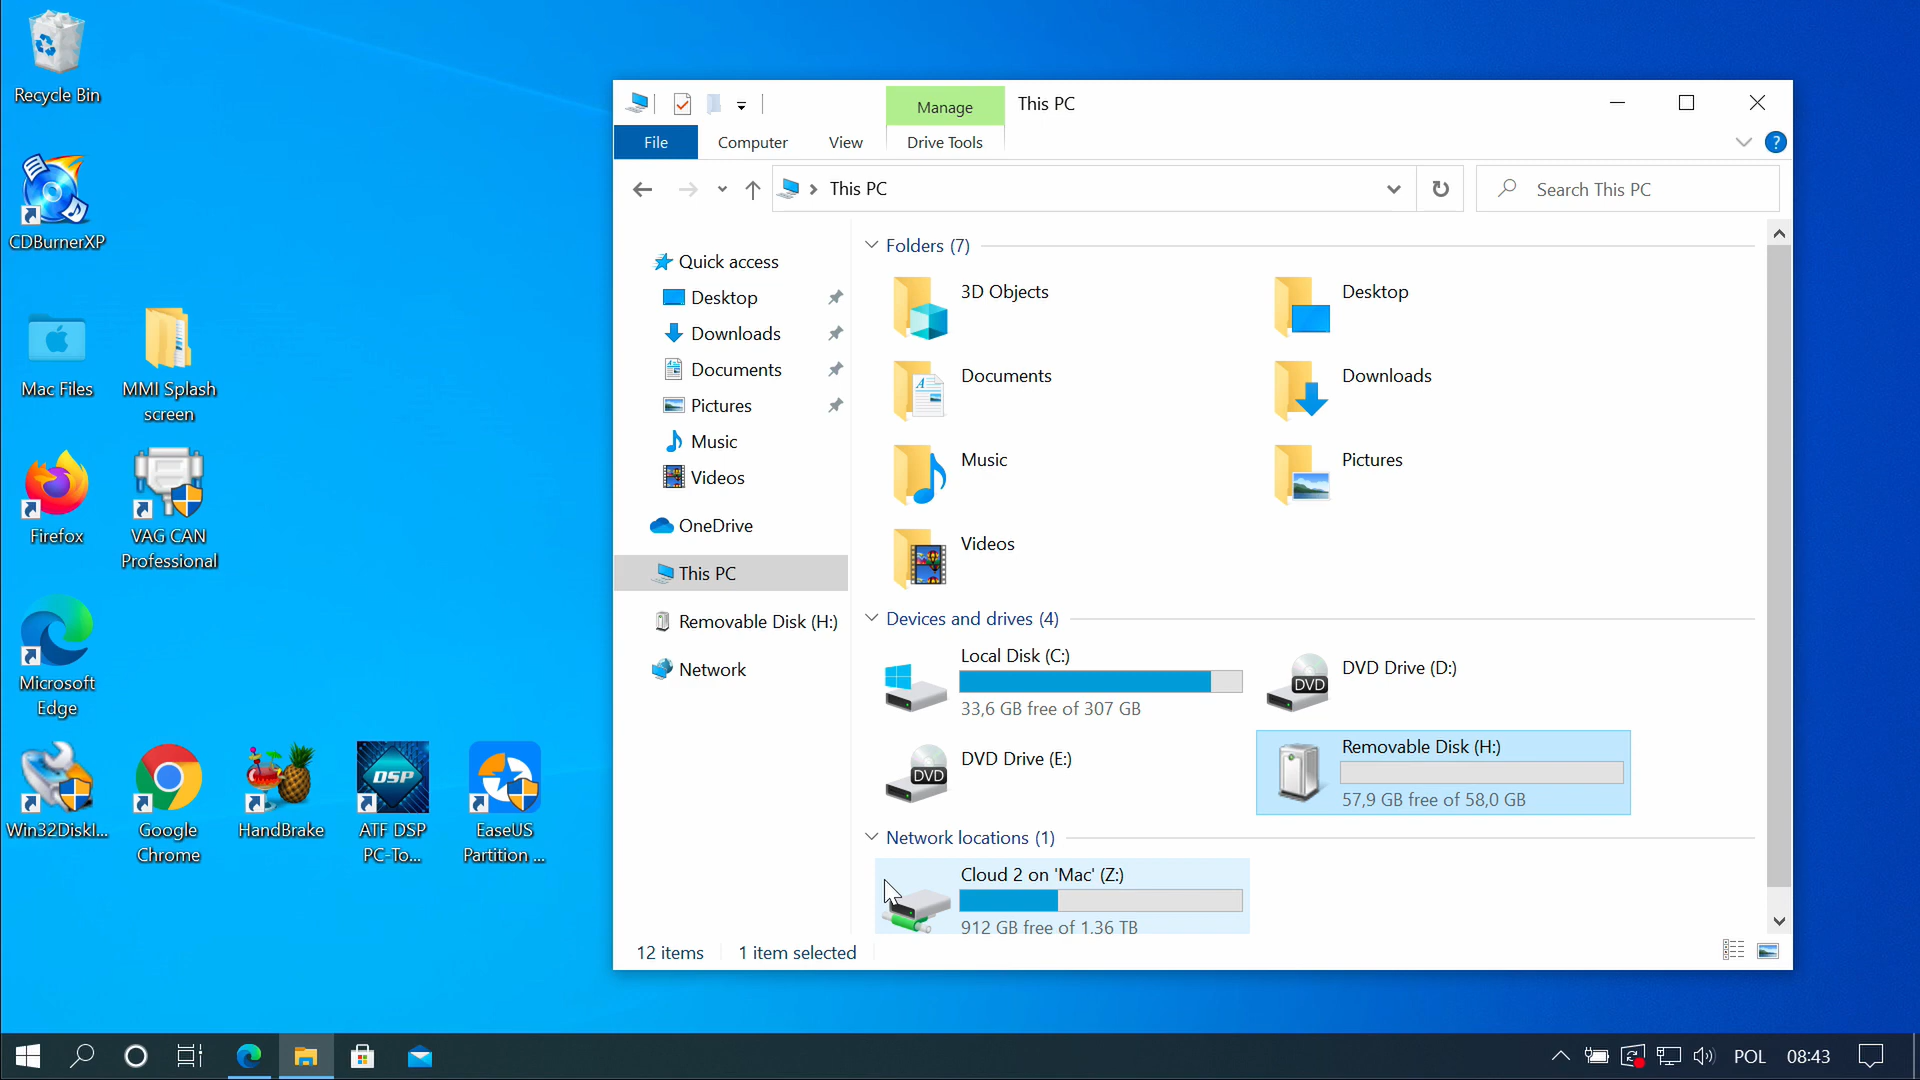 Recycle Bin
CDBurnerXP
Mac Files
MMI Splash
screen
Firefox
VAG CAN
Professional
Microsoft
Edge
Win32DiskI...
Google
Chrome
HandBrake
DSP
ATF DSP
PC-To...
EaseUS
Partition ...
Manage
This PC
File
Computer
View
Drive Tools
?
This PC
Search This PC
Quick access
Desktop
Downloads
Documents
Pictures
Music
Videos
OneDrive
This PC
Removable Disk (H:)
Network
Folders (7)
3D Objects
Desktop
Documents
Downloads
Music
Pictures
Videos
Devices and drives (4)
Local Disk (C:)
33,6 GB free of 307 GB
DVD
DVD Drive (D:)
DVD
DVD Drive (E:)
Removable Disk (H:)
57,9 GB free of 58,0 GB
Network locations (1)
Cloud 2 on 'Mac' (Z:)
912 GB free of 1,36 TB
12 items
1 item selected
POL
08:43